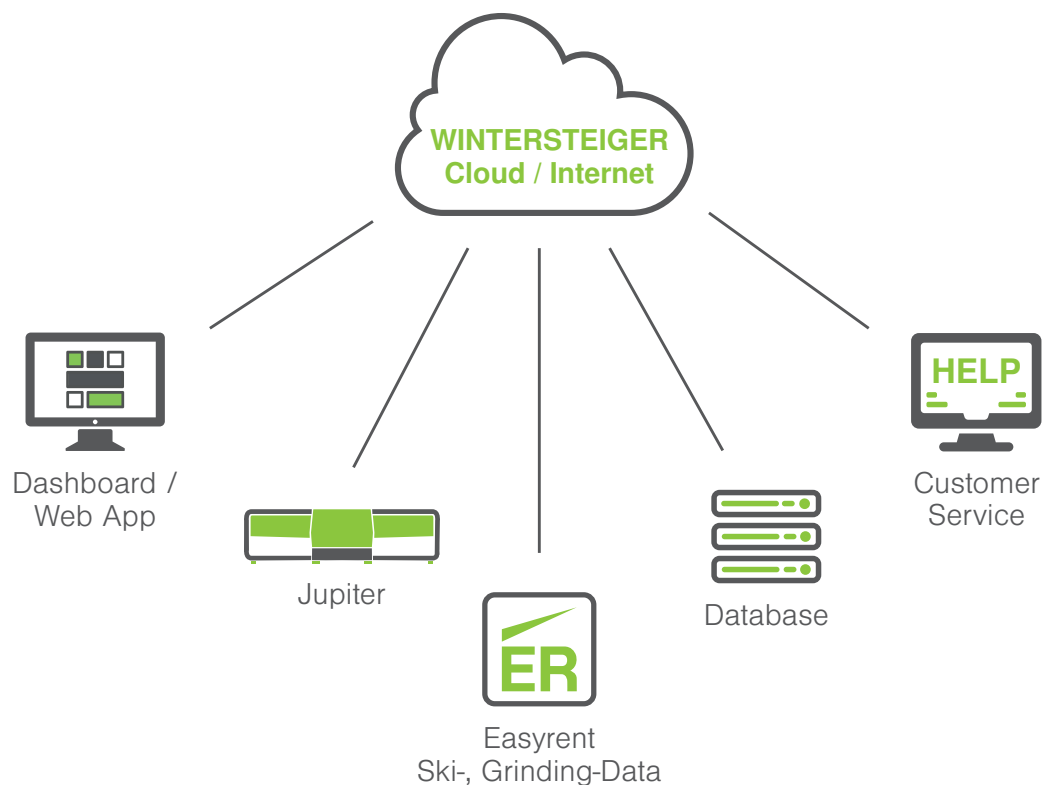 WINTERSTEIGER
Cloud / Internet
HELP
Dashboard /
Web App
Customer
Service
Jupiter
Database
ER
Easyrent
Ski-, Grinding-Data